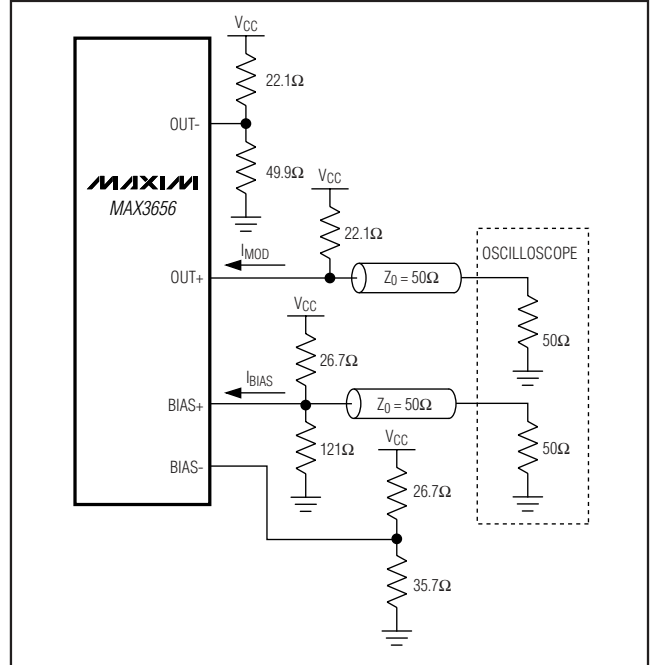 VCC
22.1Ω
OUT-
49.9Ω
VCC
MAXIM
MAX3656
22.1Ω
IMOD
OSCILLOSCOPE
OUT+
Z0 = 50Ω
VCC
50Ω
26.7Ω
IBIAS
BIAS+
Z0 = 50Ω
VCC
121Ω
50Ω
BIAS-
26.7Ω
35.7Ω